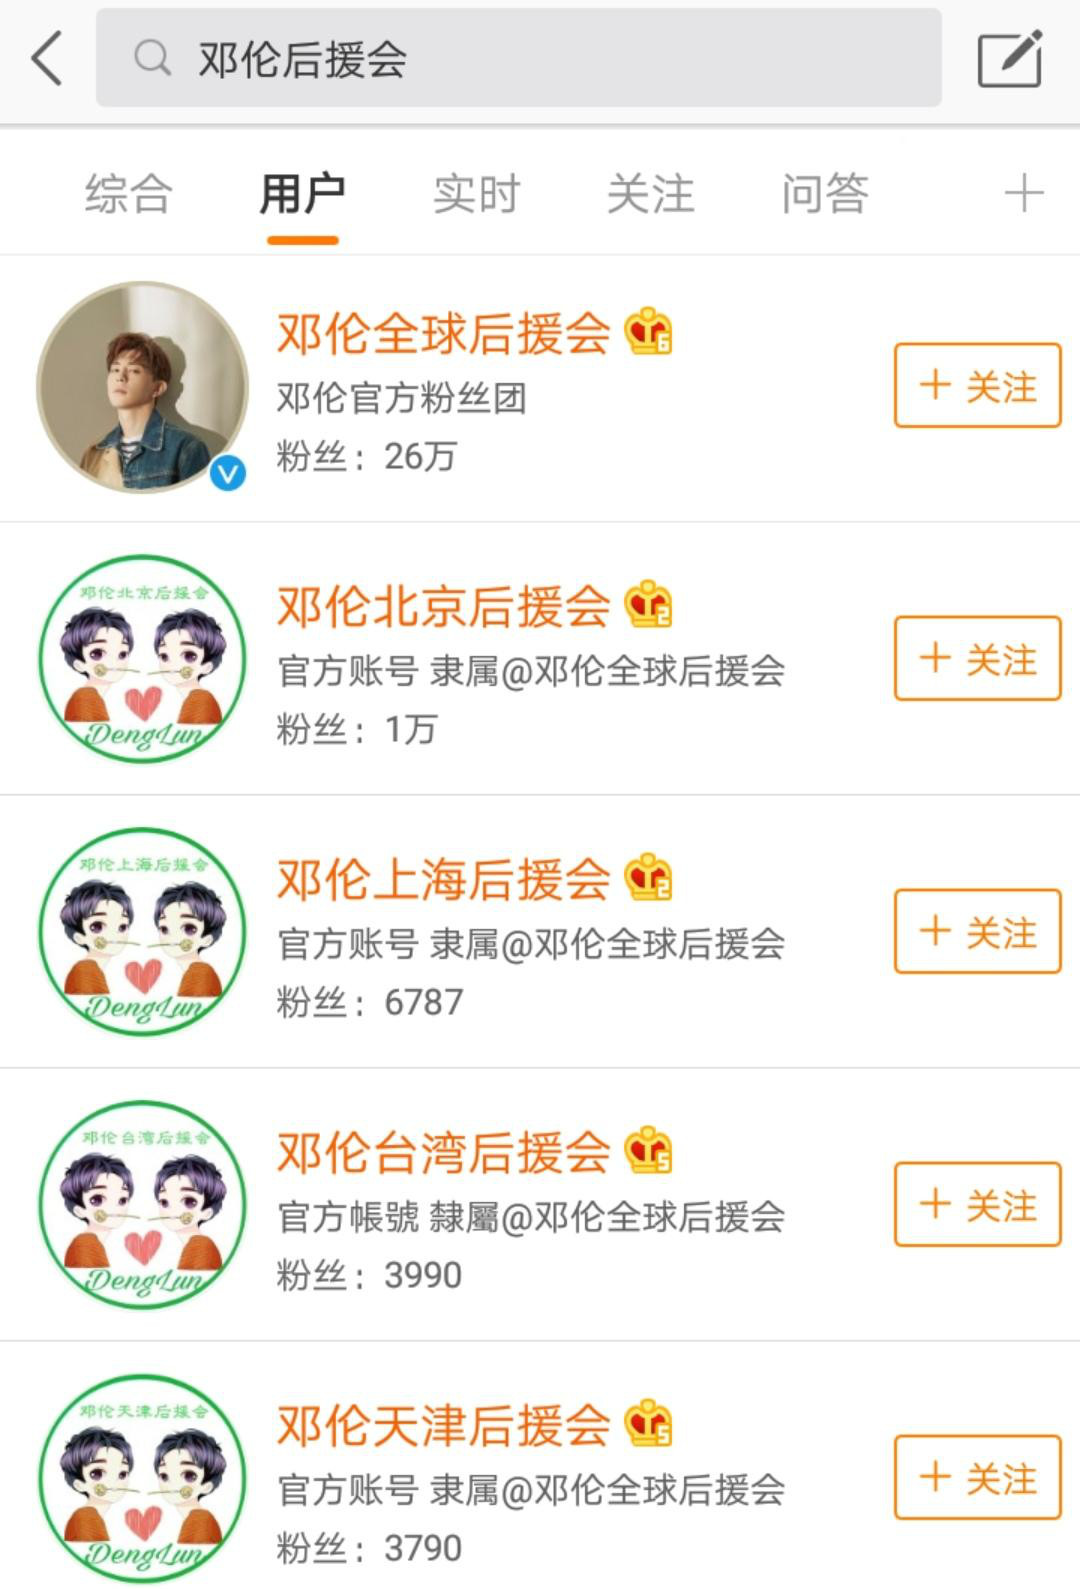 邓伦后援会
综合 用户 实时 关注 问答
邓伦全球后援会 6
邓伦官方粉丝团
粉丝：26万
+ 关注
V
邓伦北京后援会
DengLun
邓伦北京后援会 2
官方账号 隶属@邓伦全球后援会
粉丝：1万
+ 关注
邓伦上海后援会
DengLun
邓伦上海后援会 2
官方账号 隶属@邓伦全球后援会
粉丝：6787
+ 关注
邓伦台湾后援会
DengLun
邓伦台湾后援会 5
官方帳號 隸屬@邓伦全球后援会
粉丝：3990
+ 关注
邓伦天津后援会
DengLun
邓伦天津后援会 5
官方账号 隶属@邓伦全球后援会
粉丝：3790
+ 关注